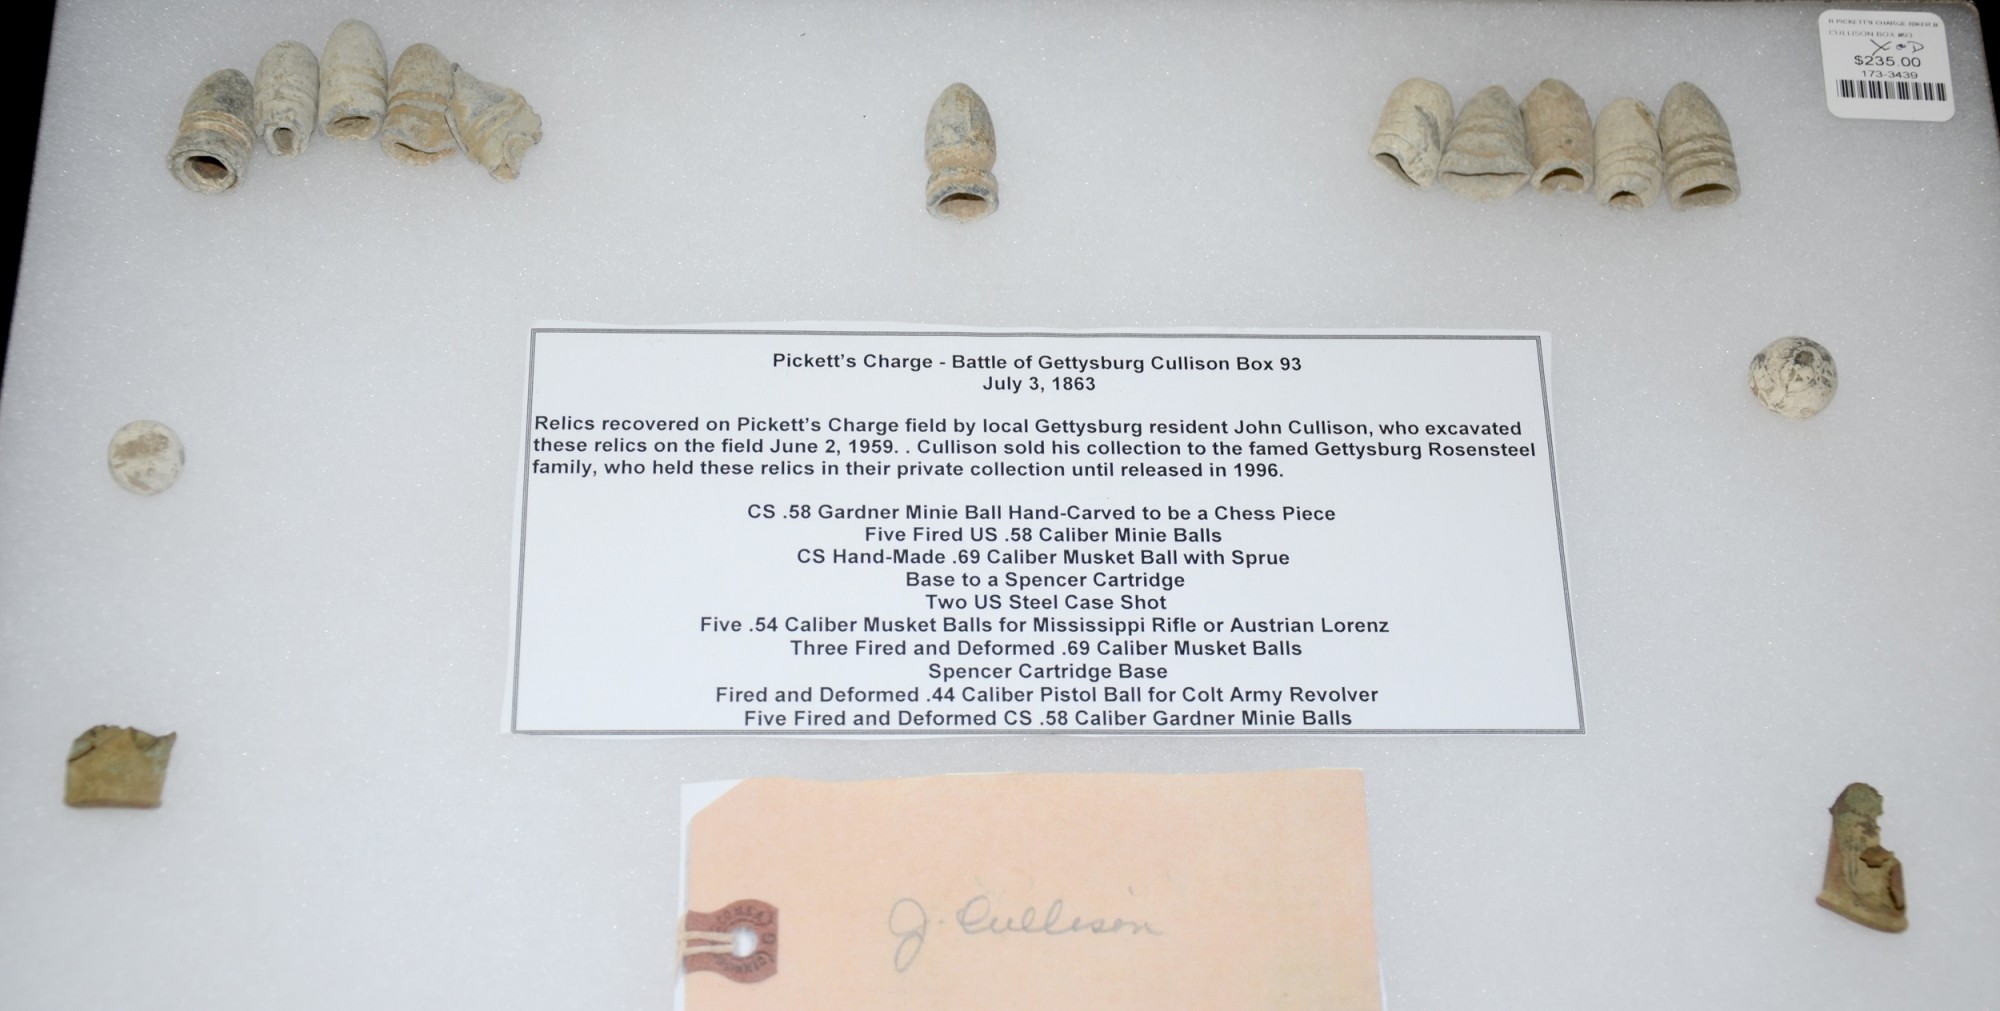 R PICKETT'S CHARGE RIKER B
CULLISON BOX #93
$235.00
173-3439
Pickett's Charge - Battle of Gettysburg Cullison Box 93
July 3, 1863
Relics recovered on Pickett's Charge field by local Gettysburg resident John Cullison, who excavated
these relics on the field June 2, 1959. . Cullison sold his collection to the famed Gettysburg Rosensteel
family, who held these relics in their private collection until released in 1996.
CS .58 Gardner Minie Ball Hand-Carved to be a Chess Piece
Five Fired US .58 Caliber Minie Balls
CS Hand-Made .69 Caliber Musket Ball with Sprue
Base to a Spencer Cartridge
Two US Steel Case Shot
Five .54 Caliber Musket Balls for Mississippi Rifle or Austrian Lorenz
Three Fired and Deformed .69 Caliber Musket Balls
Spencer Cartridge Base
Fired and Deformed .44 Caliber Pistol Ball for Colt Army Revolver
Five Fired and Deformed CS .58 Caliber Gardner Minie Balls
J. Cullison